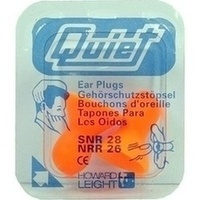 Quiet
Ear Plugs
Gehörschutzstöpsel
Bouchons d'oreille
Tapones Para
Los Oidos
SNR 28
NRR 26
CE
HOWARD
LEIGHT